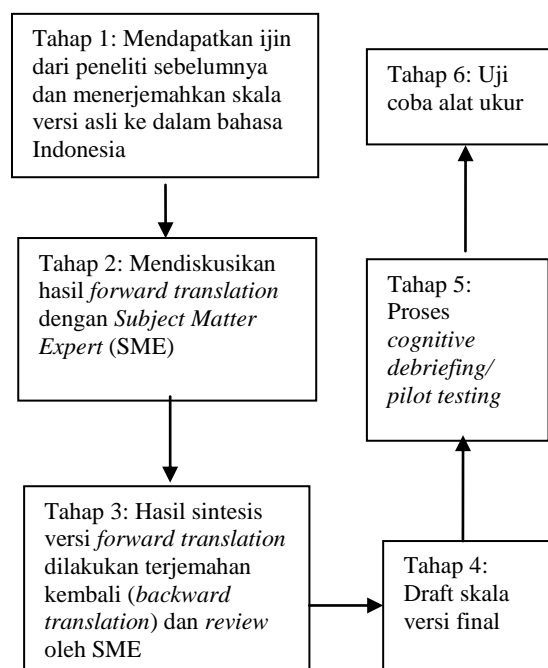 Tahap 1: Mendapatkan ijin
dari peneliti sebelumnya
dan menerjemahkan skala
versi asli ke dalam bahasa
Indonesia
Tahap 2: Mendiskusikan
hasil forward translation
dengan Subject Matter
Expert (SME)
Tahap 3: Hasil sintesis
versi forward translation
dilakukan terjemahan
kembali (backward
translation) dan review
oleh SME
Tahap 4:
Draft skala
versi final
Tahap 5:
Proses
cognitive
debriefing/
pilot testing
Tahap 6: Uji
coba alat ukur